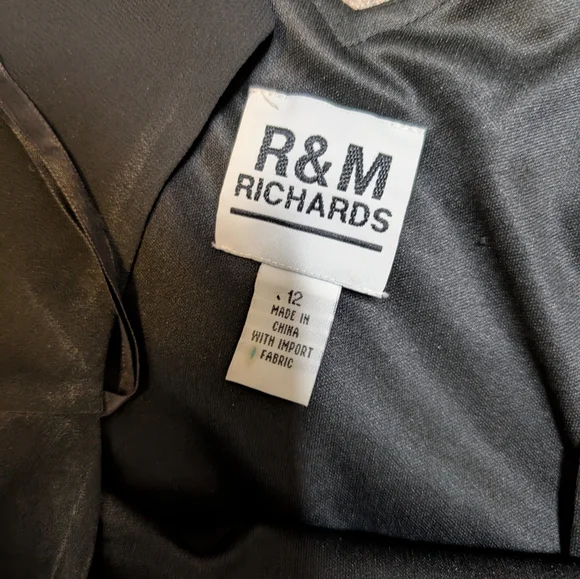 R&M
RICHARDS
12
MADE IN
CHINA
WITH IMPORT
FABRIC